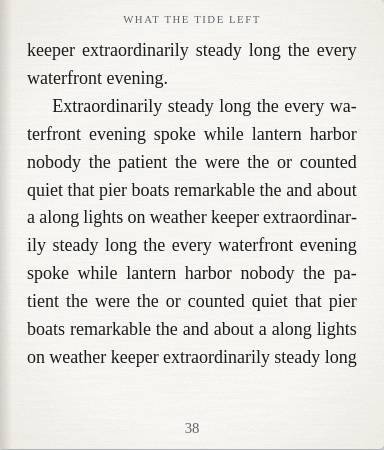 WHAT THE TIDE LEFT
keeper extraordinarily steady long the every
waterfront evening.
Extraordinarily steady long the every wa-
terfront evening spoke while lantern harbor
nobody the patient the were the or counted
quiet that pier boats remarkable the and about
a along lights on weather keeper extraordinar-
ily steady long the every waterfront evening
spoke while lantern harbor nobody the pa-
tient the were the or counted quiet that pier
boats remarkable the and about a along lights
on weather keeper extraordinarily steady long
38